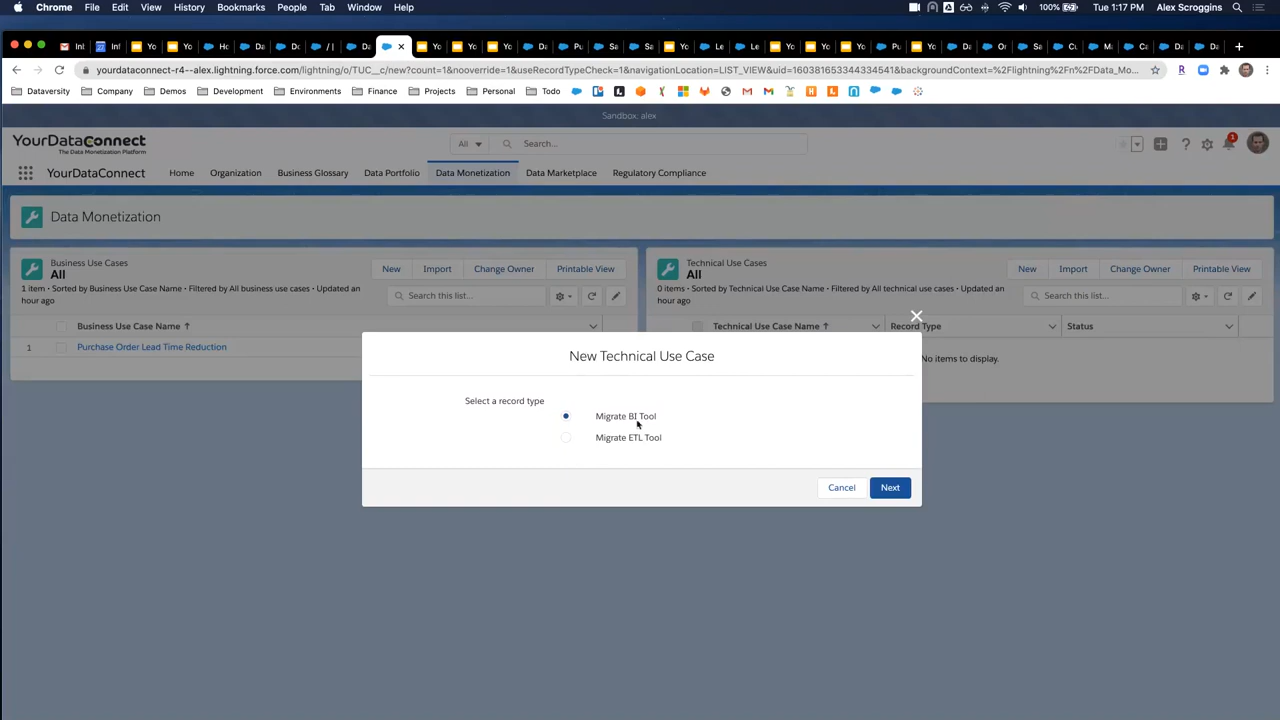 Chrome File Edit View History Bookmarks People Tab Window Help 100% Tue 1:17 PM Alex Scroggins
yourdataconnect-r4--alex.lightning.force.com/lightning/o/TUC__c/new?count=1&nooverride=1&useRecordTypeCheck=1&navigationLocation=LIST_VIEW&uid=160381653344334541&backgroundContext=%2Flightning%2Fn%2FData_Mo...
Dataversity Company Demos Development Environments Finance Projects Personal Todo
Sandbox: alex
YourDataConnect
The Data Monetization Platform
All Search... 1
YourDataConnect Home Organization Business Glossary Data Portfolio Data Monetization Data Marketplace Regulatory Compliance
Data Monetization
Business Use Cases
All
New Import Change Owner Printable View
1 item • Sorted by Business Use Case Name • Filtered by All business use cases • Updated an
hour ago
Search this list...
Business Use Case Name
1 Purchase Order Lead Time Reduction
Technical Use Cases
All
New Import Change Owner Printable View
0 items • Sorted by Technical Use Case Name • Filtered by All technical use cases • Updated an
hour ago
Search this list...
Technical Use Case Name Record Type Status
No items to display.
New Technical Use Case
Select a record type
Migrate BI Tool
Migrate ETL Tool
Cancel Next